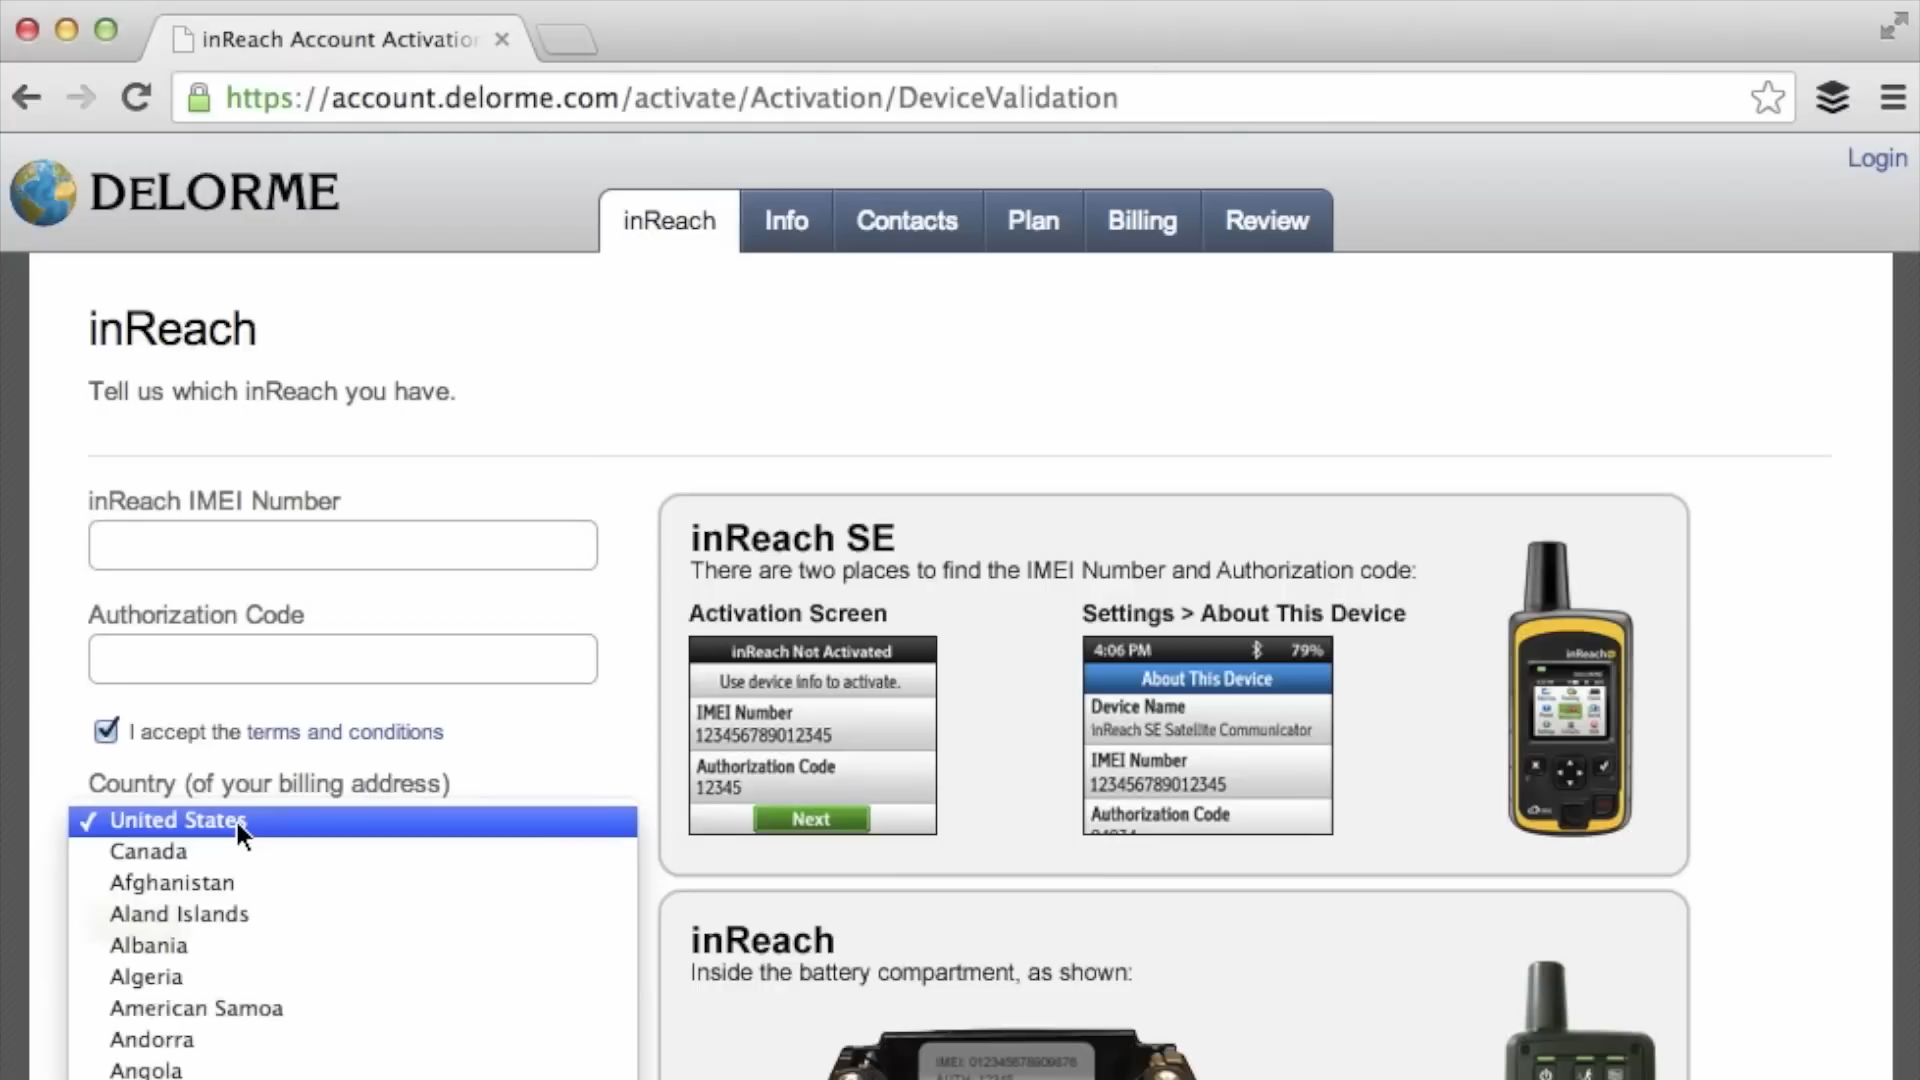 inReach Account Activation
https://account.delorme.com/activate/Activation/DeviceValidation
Login
DeLORME
inReach Info Contacts Plan Billing Review
inReach
Tell us which inReach you have.
inReach IMEI Number
Authorization Code
I accept the terms and conditions
Country (of your billing address)
✓ United States
Canada
Afghanistan
Aland Islands
Albania
Algeria
American Samoa
Andorra
Angola
inReach SE
There are two places to find the IMEI Number and Authorization code:
Activation Screen
inReach Not Activated
Use device info to activate.
IMEI Number
123456789012345
Authorization Code
12345
Next
Settings > About This Device
4:06 PM 79%
About This Device
Device Name
inReach SE Satellite Communicator
IMEI Number
123456789012345
Authorization Code
inReach
inReach
Inside the battery compartment, as shown: